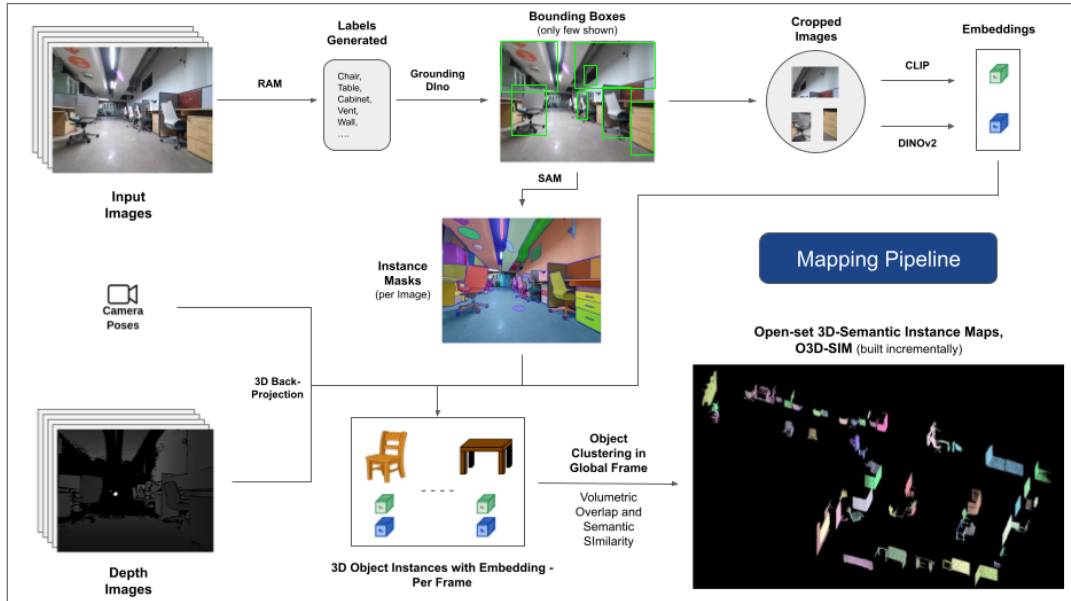 Labels
Generated
Bounding Boxes
(only few shown)
Cropped
Images
Embeddings
RAM
Chair,
Table,
Cabinet,
Vent,
Wall,
....
Grounding
DIno
CLIP
DINOv2
Input
Images
SAM
Instance
Masks
(per Image)
Mapping Pipeline
Camera
Poses
Open-set 3D-Semantic Instance Maps,
O3D-SIM (built incrementally)
3D Back-
Projection
Object
Clustering in
Global Frame
Volumetric
Overlap and
Semantic
SImilarity
Depth
Images
3D Object Instances with Embedding -
Per Frame